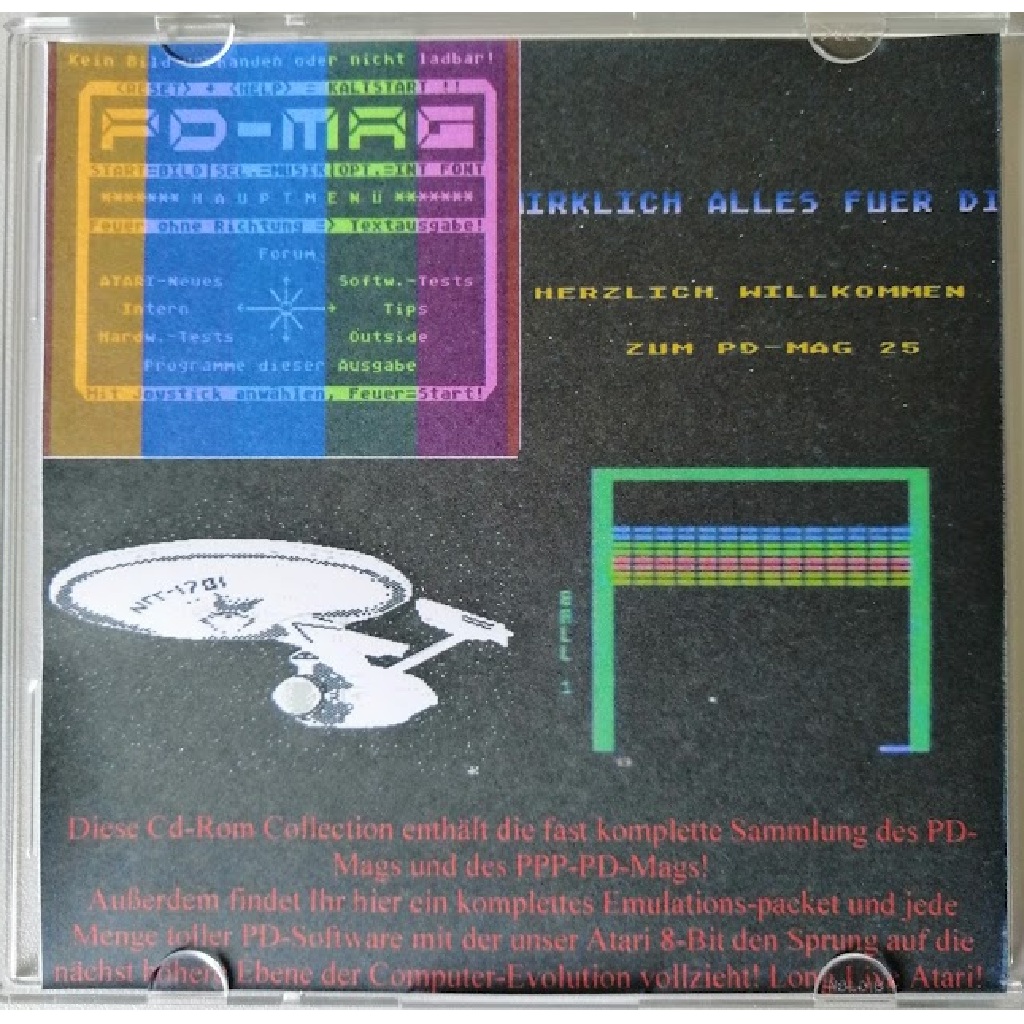 Kein Bild vorhanden oder nicht ladbar!
<RESET> + <HELP> = KALTSTART !!
PD-MAG
START=BILD|SEL.=MUSIK|OPT.=INT FONT
******* H A U P T M E N Ü *******
Feuer ohne Richtung => Textausgabe!
Forum
ATARI-Neues Softw.-Tests
Intern Tips
Hardw.-Tests Outside
Programme dieser Ausgabe
Mit Joystick anwählen, Feuer=Start!
WIRKLICH ALLES FUER DI
HERZLICH WILLKOMMEN
ZUM PD-MAG 25
NCC-1701
Diese Cd-Rom Collection enthält die fast komplette Sammlung des PD-
Mags und des PPP-PD-Mags!
Außerdem findet Ihr hier ein komplettes Emulations-packet und jede
Menge toller PD-Software mit der unser Atari 8-Bit den Sprung auf die
nächst höhere Ebene der Computer-Evolution vollzieht! Long Live Atari!